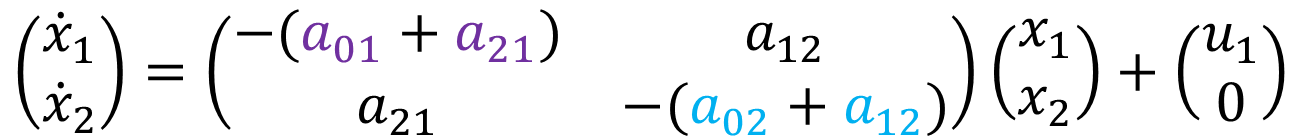 (ẋ₁ ẋ₂) = (−(a₀₁ + a₂₁) a₁₂ a₂₁ −(a₀₂ + a₁₂)) (x₁ x₂) + (u₁ 0)